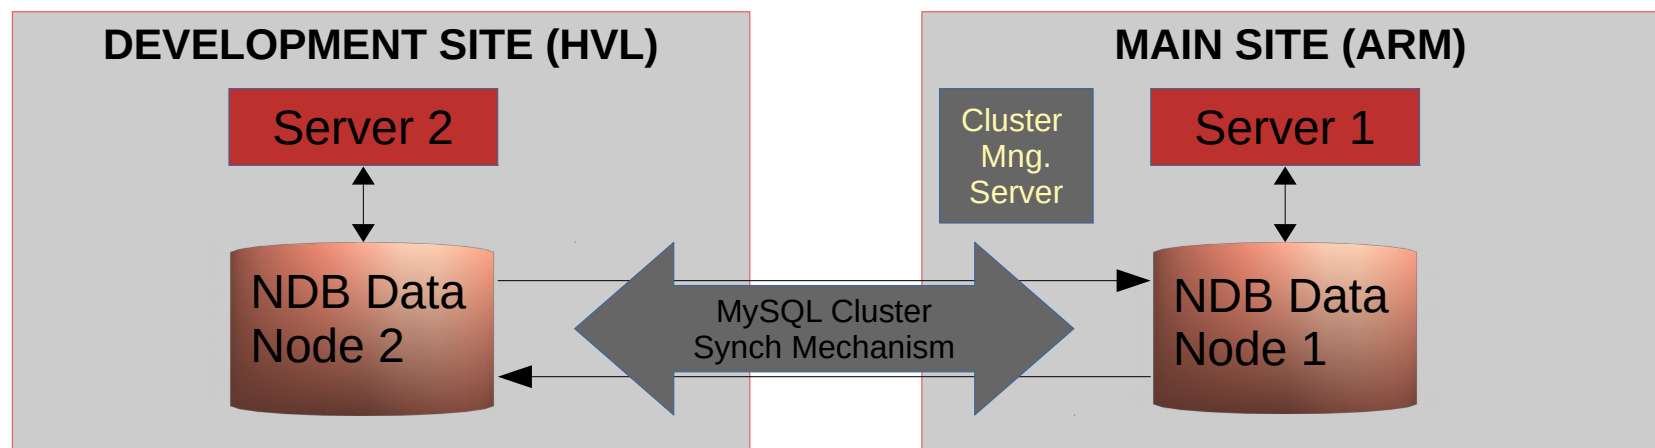 DEVELOPMENT SITE (HVL)
Server 2
NDB Data
Node 2
MySQL Cluster
Synch Mechanism
MAIN SITE (ARM)
Cluster
Mng.
Server
Server 1
NDB Data
Node 1